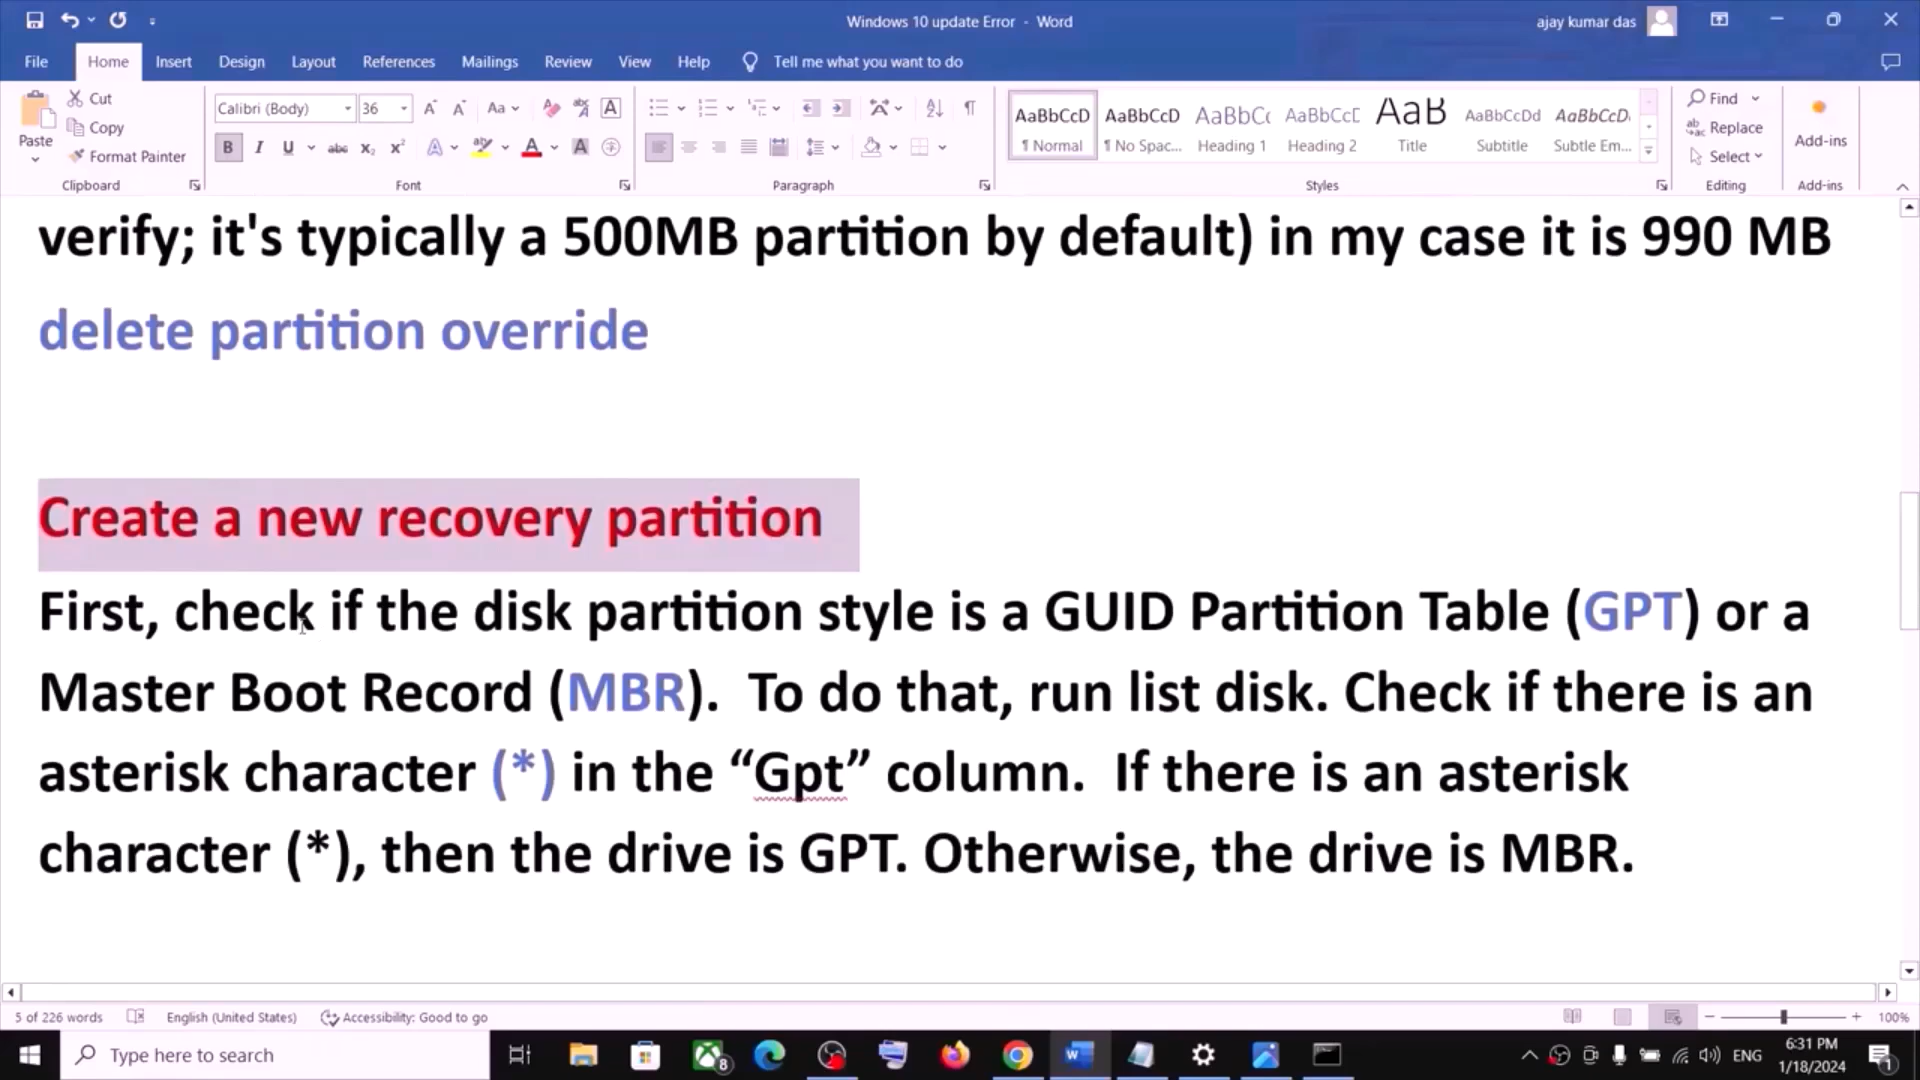 Windows 10 update Error - Word
ajay kumar das
File Home Insert Design Layout References Mailings Review View Help Tell me what you want to do
Paste
Cut
Copy
Format Painter
Clipboard
Calibri (Body) 36
Font
Paragraph
AaBbCcD AaBbCcD AaBbCc AaBbCcD AaB AaBbCcDd AaBbCcD.
¶ Normal ¶ No Spac... Heading 1 Heading 2 Title Subtitle Subtle Em...
Styles
Find
Replace
Select
Editing
Add-ins
Add-ins
verify; it's typically a 500MB partition by default) in my case it is 990 MB
delete partition override
Create a new recovery partition
First, check if the disk partition style is a GUID Partition Table (GPT) or a
Master Boot Record (MBR).  To do that, run list disk. Check if there is an
asterisk character (*) in the “Gpt” column.  If there is an asterisk
character (*), then the drive is GPT. Otherwise, the drive is MBR.
5 of 226 words English (United States) Accessibility: Good to go 100%
Type here to search
8
ENG
6:31 PM
1/18/2024
1